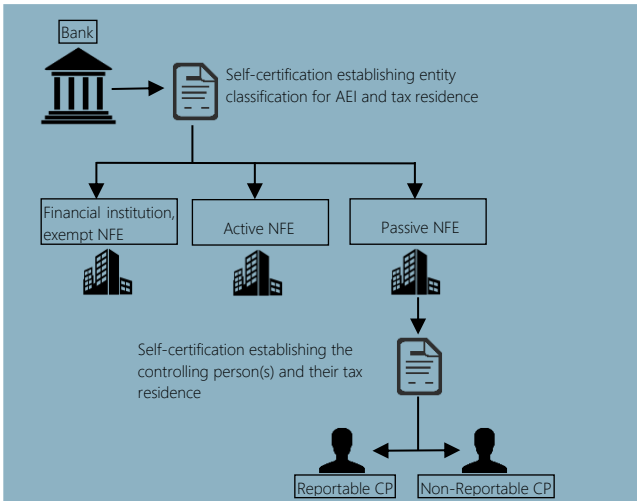 Bank
Self-certification establishing entity
classification for AEI and tax residence
Financial institution,
exempt NFE
Active NFE
Passive NFE
Self-certification establishing the
controlling person(s) and their tax
residence
Reportable CP
Non-Reportable CP